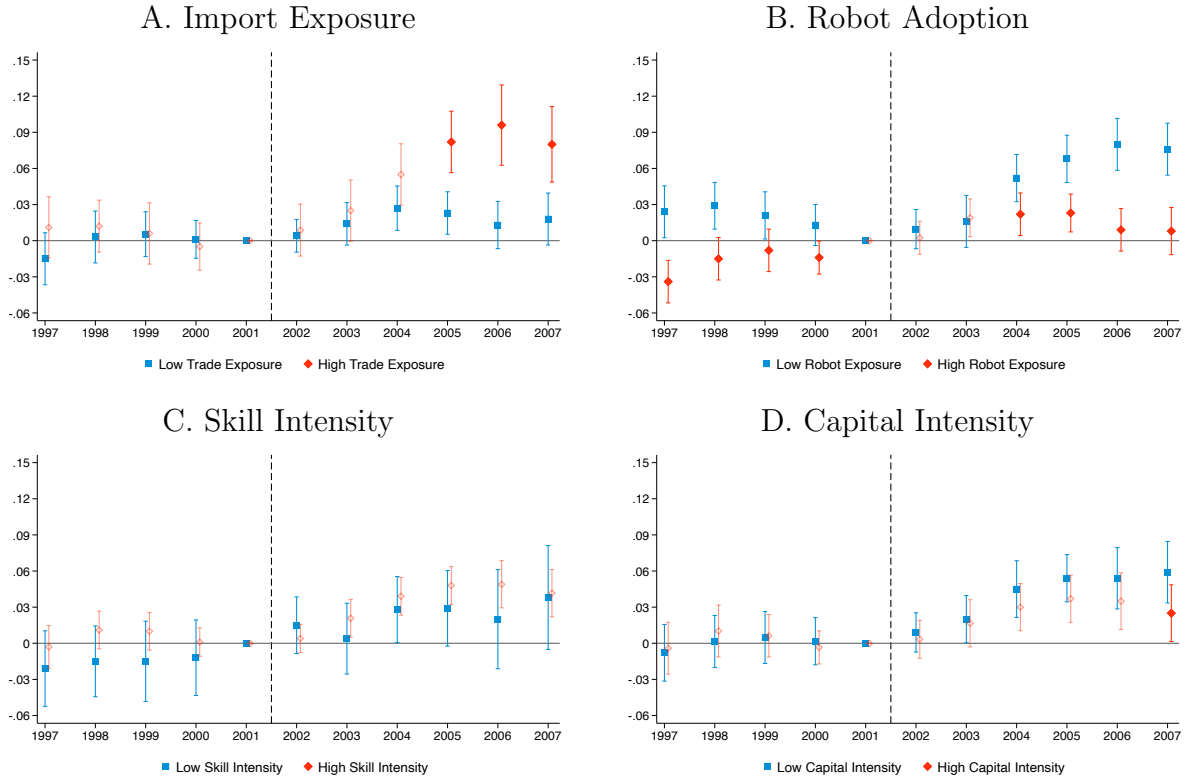 A. Import Exposure
.15
.12
.09
.06
.03
0
-.03
-.06
1997 1998 1999 2000 2001 2002 2003 2004 2005 2006 2007
Low Trade Exposure High Trade Exposure
B. Robot Adoption
.15
.12
.09
.06
.03
0
-.03
-.06
1997 1998 1999 2000 2001 2002 2003 2004 2005 2006 2007
Low Robot Exposure High Robot Exposure
C. Skill Intensity
.15
.12
.09
.06
.03
0
-.03
-.06
1997 1998 1999 2000 2001 2002 2003 2004 2005 2006 2007
Low Skill Intensity High Skill Intensity
D. Capital Intensity
.15
.12
.09
.06
.03
0
-.03
-.06
1997 1998 1999 2000 2001 2002 2003 2004 2005 2006 2007
Low Capital Intensity High Capital Intensity